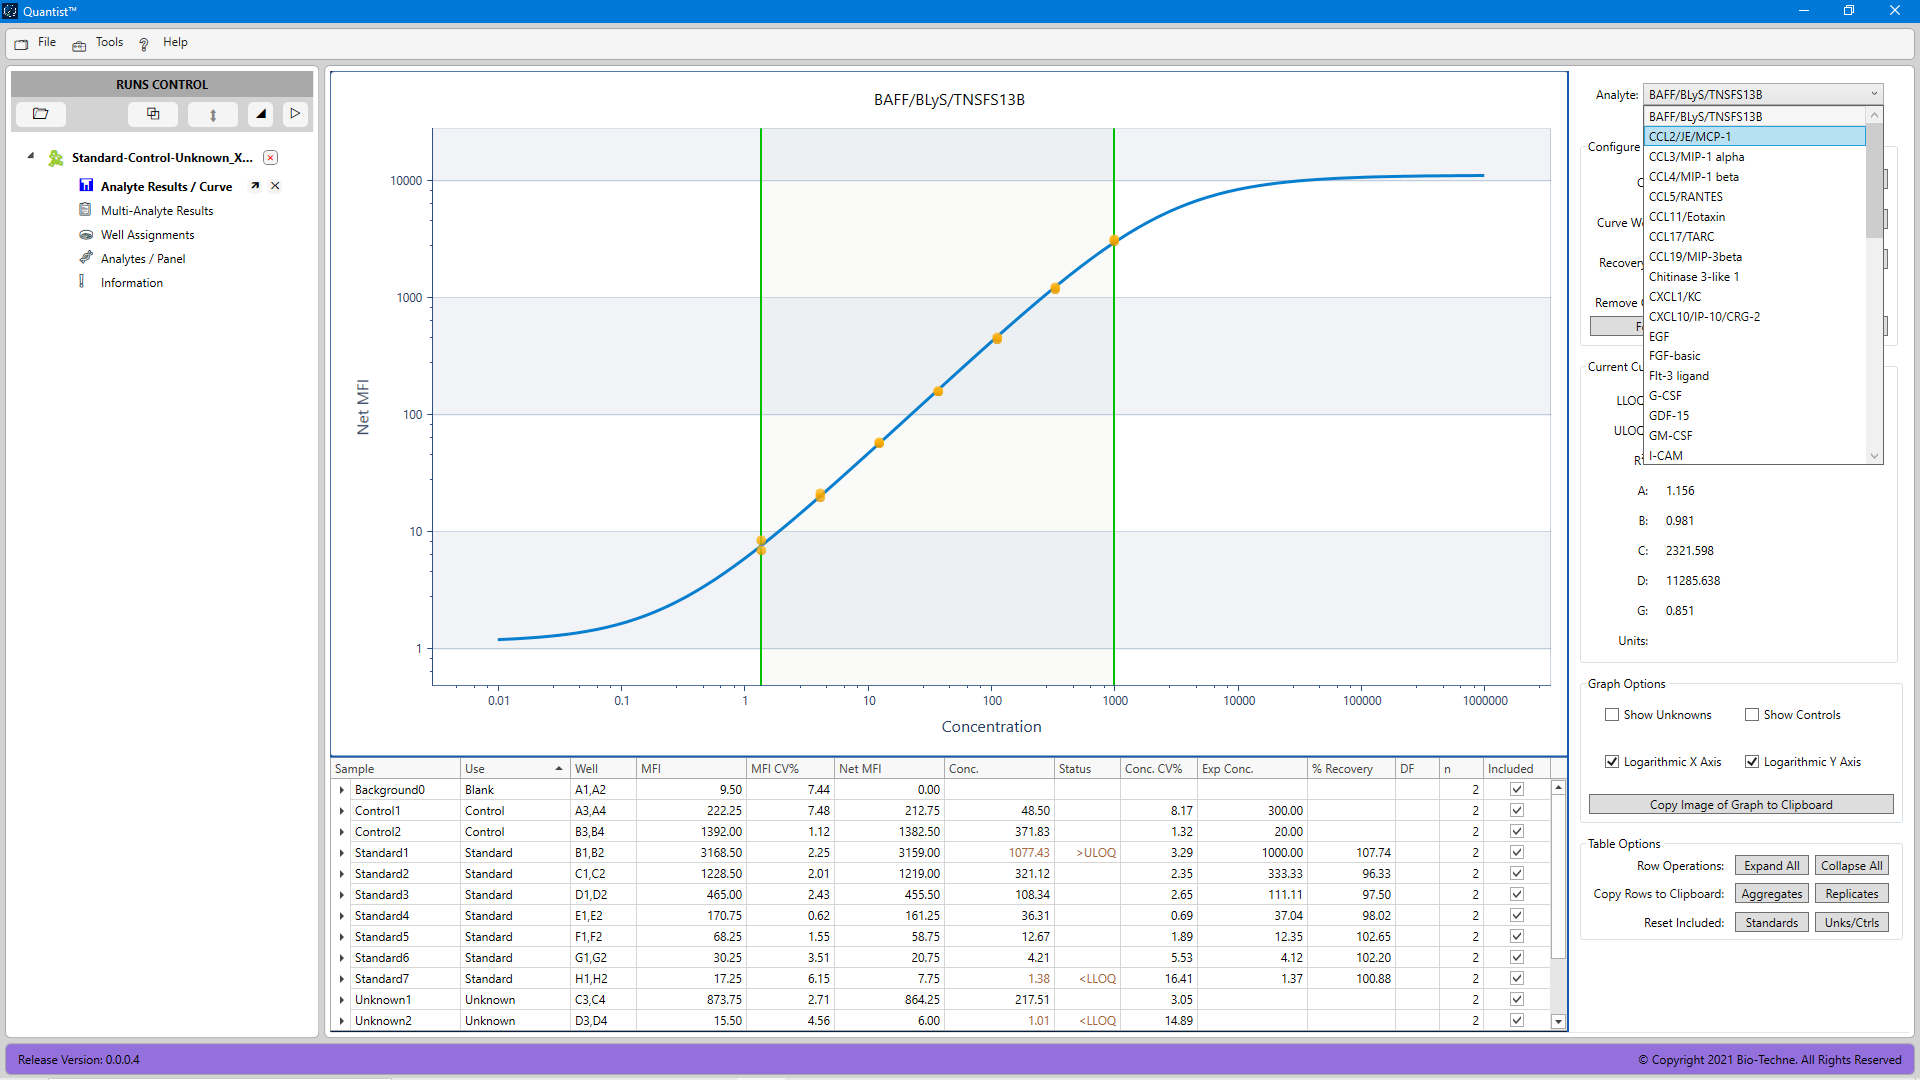 Quantist™
File Tools Help
RUNS CONTROL
Standard-Control-Unknown_X...
Analyte Results / Curve
Multi-Analyte Results
Well Assignments
Analytes / Panel
Information
BAFF/BLyS/TNSFS13B
Net MFI
10000
1000
100
10
1
0.01 0.1 1 10 100 1000 10000 100000 1000000
Concentration
Sample Use Well MFI MFI CV% Net MFI Conc. Status Conc. CV% Exp Conc. % Recovery DF n Included
Background0 Blank A1,A2 9.50 7.44 0.00 2
Control1 Control A3,A4 222.25 7.48 212.75 48.50 8.17 300.00 2
Control2 Control B3,B4 1392.00 1.12 1382.50 371.83 1.32 20.00 2
Standard1 Standard B1,B2 3168.50 2.25 3159.00 1077.43 >ULOQ 3.29 1000.00 107.74 2
Standard2 Standard C1,C2 1228.50 2.01 1219.00 321.12 2.35 333.33 96.33 2
Standard3 Standard D1,D2 465.00 2.43 455.50 108.34 2.65 111.11 97.50 2
Standard4 Standard E1,E2 170.75 0.62 161.25 36.31 0.69 37.04 98.02 2
Standard5 Standard F1,F2 68.25 1.55 58.75 12.67 1.89 12.35 102.65 2
Standard6 Standard G1,G2 30.25 3.51 20.75 4.21 5.53 4.12 102.20 2
Standard7 Standard H1,H2 17.25 6.15 7.75 1.38 <LLOQ 16.41 1.37 100.88 2
Unknown1 Unknown C3,C4 873.75 2.71 864.25 217.51 3.05 2
Unknown2 Unknown D3,D4 15.50 4.56 6.00 1.01 <LLOQ 14.89 2
Analyte: BAFF/BLyS/TNSFS13B
BAFF/BLyS/TNSFS13B
CCL2/JE/MCP-1
CCL3/MIP-1 alpha
CCL4/MIP-1 beta
CCL5/RANTES
CCL11/Eotaxin
CCL17/TARC
CCL19/MIP-3beta
Chitinase 3-like 1
CXCL1/KC
CXCL10/IP-10/CRG-2
EGF
FGF-basic
Flt-3 ligand
G-CSF
GDF-15
GM-CSF
I-CAM
Configure
Curve
Recovery
Remove
Current
LLOQ
ULOQ
A: 1.156
B: 0.981
C: 2321.598
D: 11285.638
G: 0.851
Units:
Graph Options
Show Unknowns Show Controls
Logarithmic X Axis Logarithmic Y Axis
Copy Image of Graph to Clipboard
Table Options
Row Operations: Expand All Collapse All
Copy Rows to Clipboard: Aggregates Replicates
Reset Included: Standards Unks/Ctrls
Release Version: 0.0.0.4
© Copyright 2021 Bio-Techne. All Rights Reserved